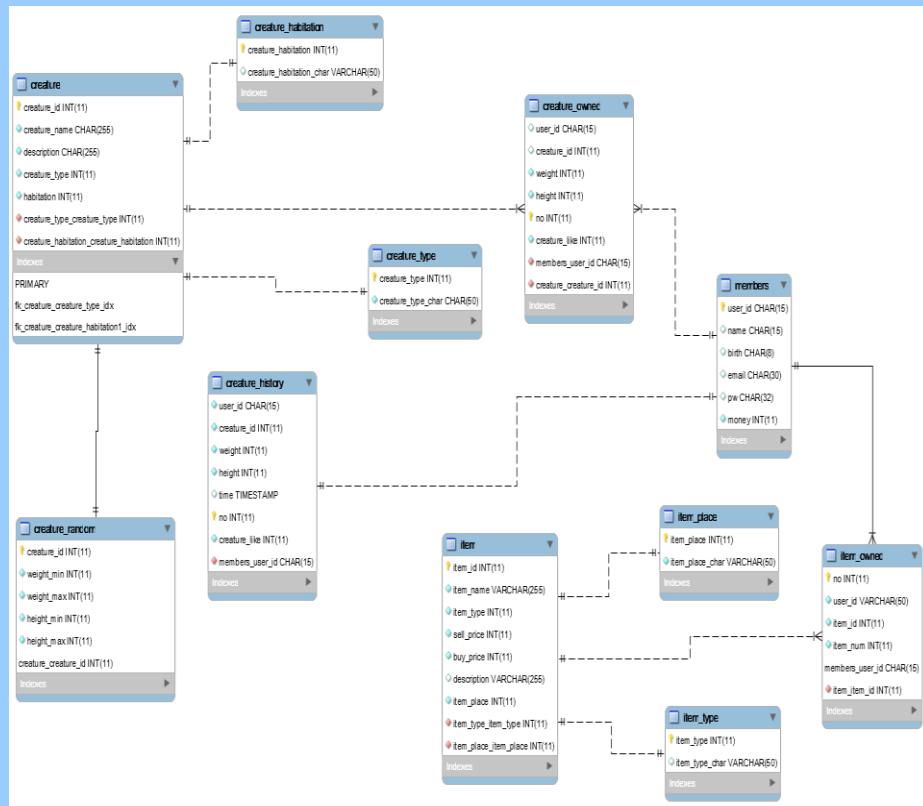 creature_habitation
creature_habitation INT(11)
creature_habitation_char VARCHAR(50)
Indexes
creature
creature_id INT(11)
creature_name CHAR(255)
description CHAR(255)
creature_type INT(11)
habitation INT(11)
creature_type_creature_type INT(11)
creature_habitation_creature_habitation INT(11)
Indexes
PRIMARY
fk_creature_creature_type_idx
fk_creature_creature_habitation1_idx
creature_owned
user_id CHAR(15)
creature_id INT(11)
weight INT(11)
height INT(11)
no INT(11)
creature_like INT(11)
members_user_id CHAR(15)
creature_creature_id INT(11)
Indexes
creature_type
creature_type INT(11)
creature_type_char CHAR(50)
Indexes
members
user_id CHAR(15)
name CHAR(15)
birth CHAR(8)
email CHAR(30)
pw CHAR(32)
money INT(11)
Indexes
creature_history
user_id CHAR(15)
creature_id INT(11)
weight INT(11)
height INT(11)
time TIMESTAMP
no INT(11)
creature_like INT(11)
members_user_id CHAR(15)
Indexes
creature_random
creature_id INT(11)
weight_min INT(11)
weight_max INT(11)
height_min INT(11)
height_max INT(11)
creature_creature_id INT(11)
Indexes
item
item_id INT(11)
item_name VARCHAR(255)
item_type INT(11)
sell_price INT(11)
buy_price INT(11)
description VARCHAR(255)
item_place INT(11)
item_type_item_type INT(11)
item_place_item_place INT(11)
Indexes
item_place
item_place INT(11)
item_place_char VARCHAR(50)
Indexes
item_owned
no INT(11)
user_id VARCHAR(50)
item_id INT(11)
item_num INT(11)
members_user_id CHAR(15)
item_item_id INT(11)
Indexes
item_type
item_type INT(11)
item_type_char VARCHAR(50)
Indexes